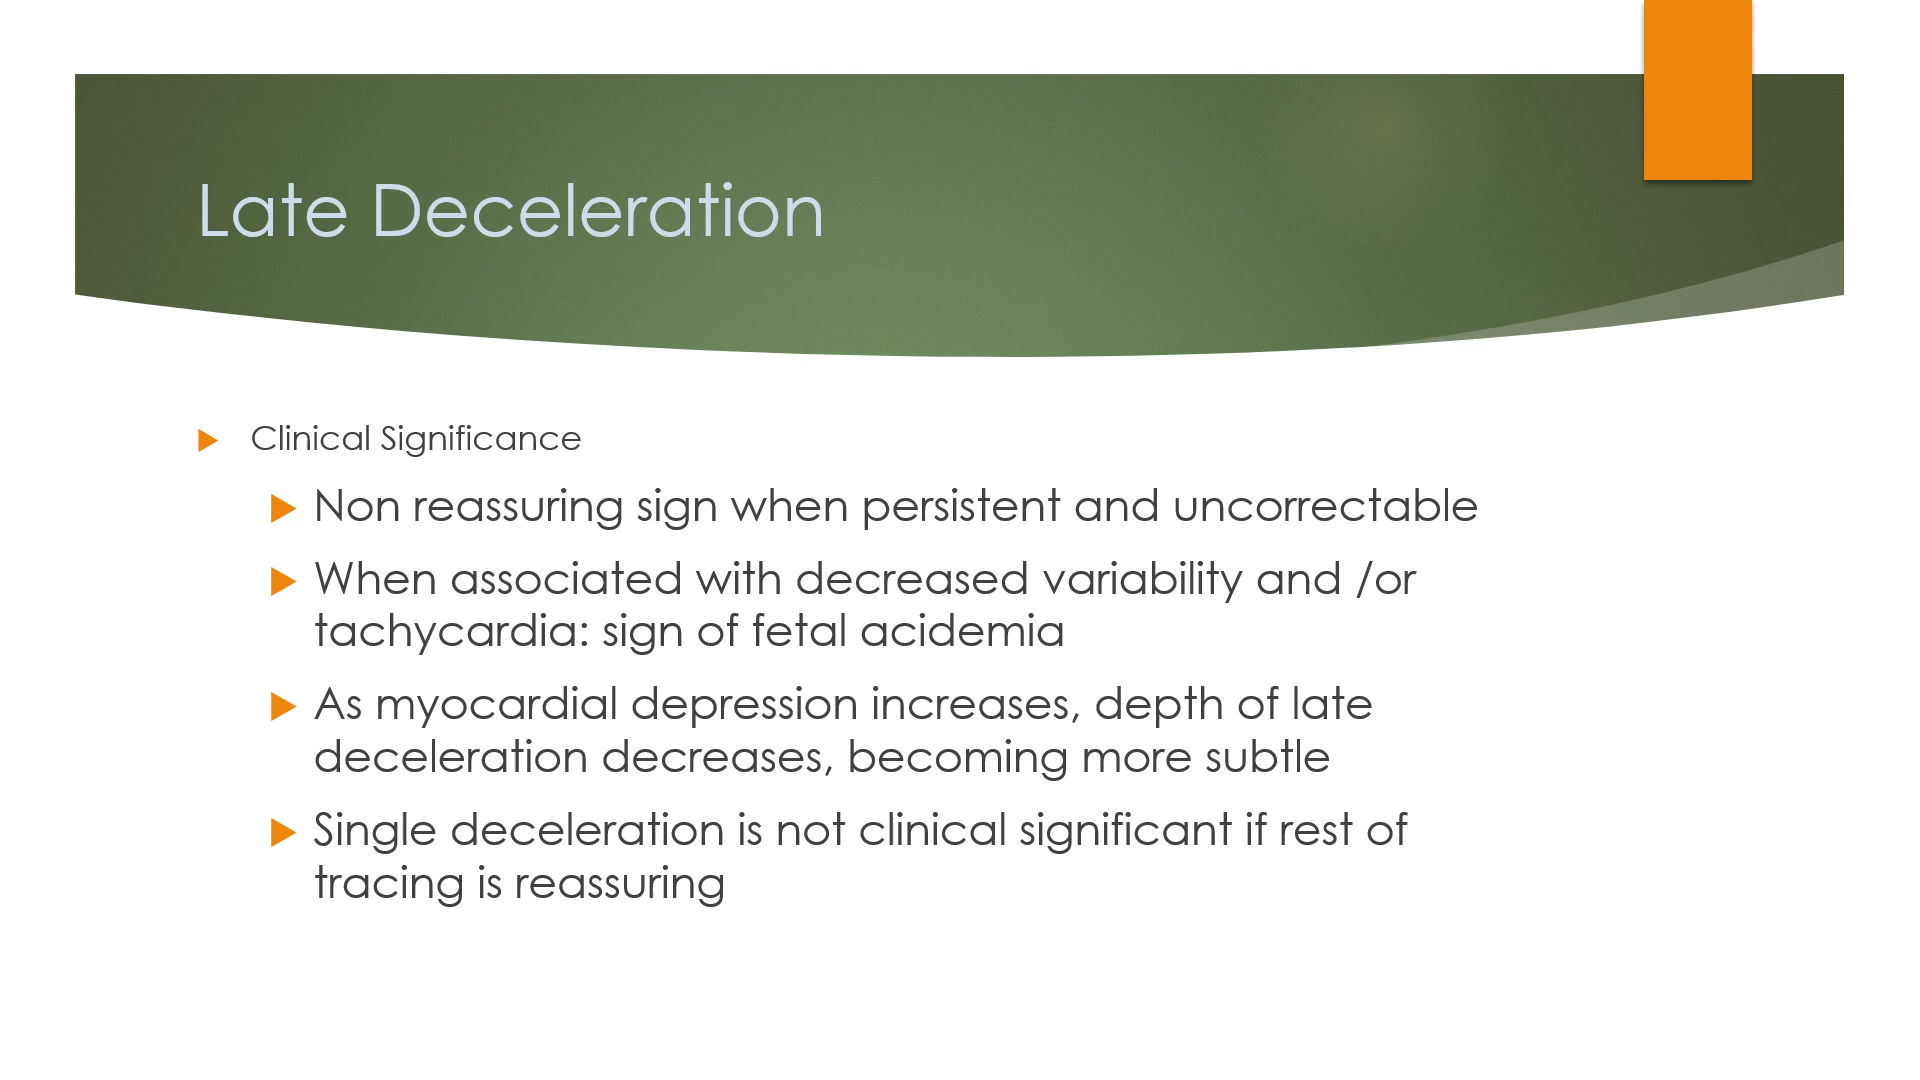 Late Deceleration
Clinical Significance
Non reassuring sign when persistent and uncorrectable
When associated with decreased variability and /or
tachycardia: sign of fetal acidemia
As myocardial depression increases, depth of late
deceleration decreases, becoming more subtle
Single deceleration is not clinical significant if rest of
tracing is reassuring